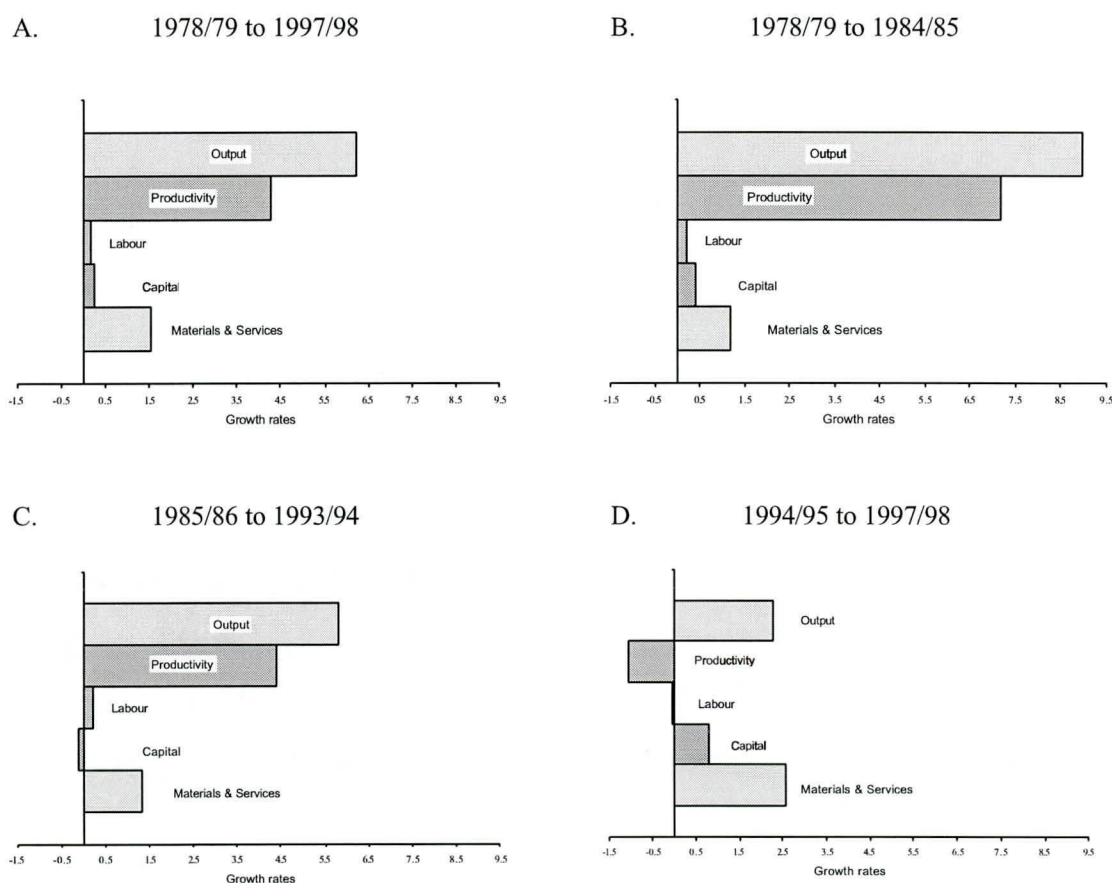 A. 1978/79 to 1997/98
Output
Productivity
Labour
Capital
Materials & Services
-1.5 -0.5 0.5 1.5 2.5 3.5 4.5 5.5 6.5 7.5 8.5 9.5
Growth rates
B. 1978/79 to 1984/85
Output
Productivity
Labour
Capital
Materials & Services
-1.5 -0.5 0.5 1.5 2.5 3.5 4.5 5.5 6.5 7.5 8.5 9.5
Growth rates
C. 1985/86 to 1993/94
Output
Productivity
Labour
Capital
Materials & Services
-1.5 -0.5 0.5 1.5 2.5 3.5 4.5 5.5 6.5 7.5 8.5 9.5
Growth rates
D. 1994/95 to 1997/98
Output
Productivity
Labour
Capital
Materials & Services
-1.5 -0.5 0.5 1.5 2.5 3.5 4.5 5.5 6.5 7.5 8.5 9.5
Growth rates